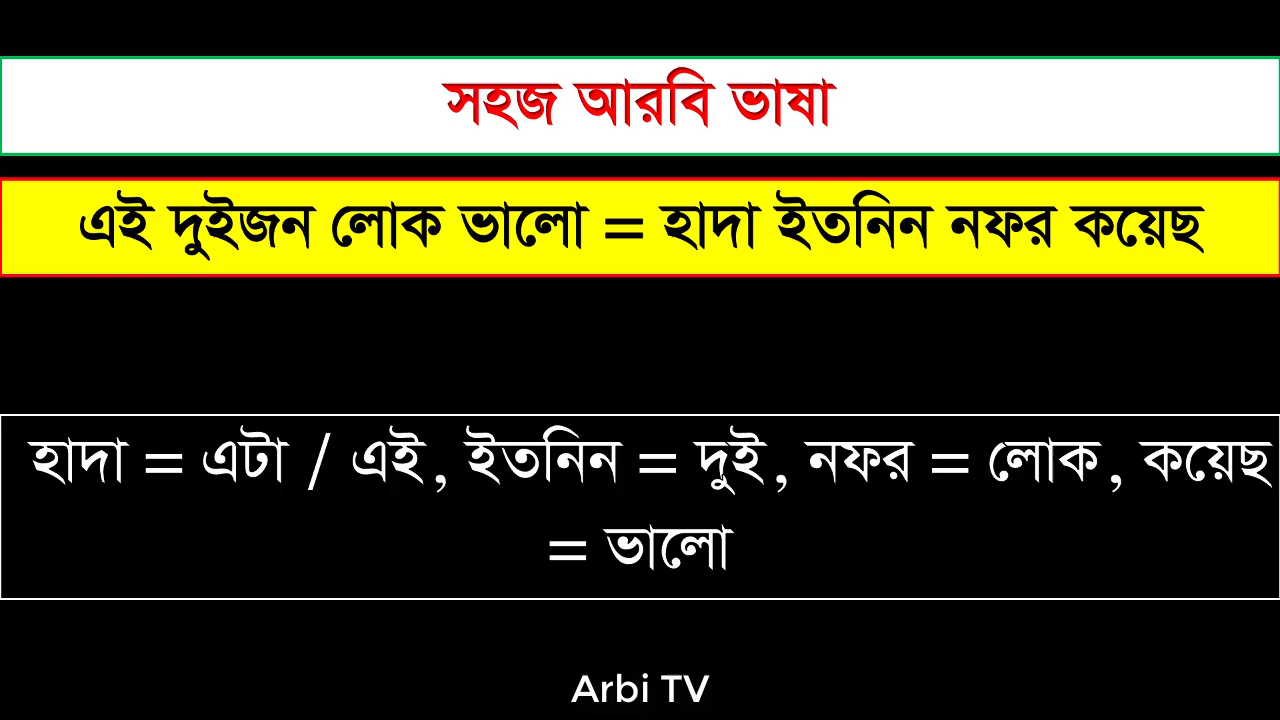 সহজ আরবি ভাষা
এই দুইজন লোক ভালো = হাদা ইতনিন নফর কয়েছ
হাদা = এটা / এই, ইতনিন = দুই, নফর = লোক, কয়েছ
= ভালো
Arbi TV